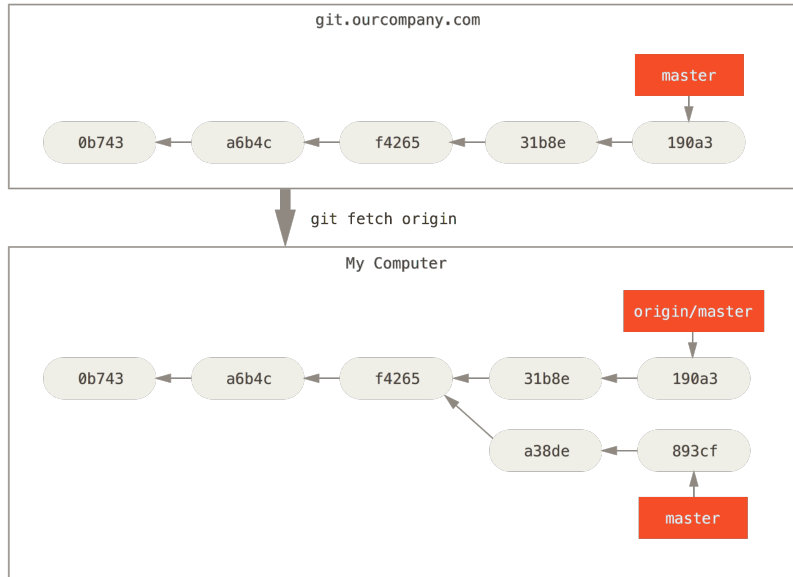 git.ourcompany.com
master
0b743 a6b4c f4265 31b8e 190a3
git fetch origin
My Computer
origin/master
0b743 a6b4c f4265 31b8e 190a3
a38de 893cf
master